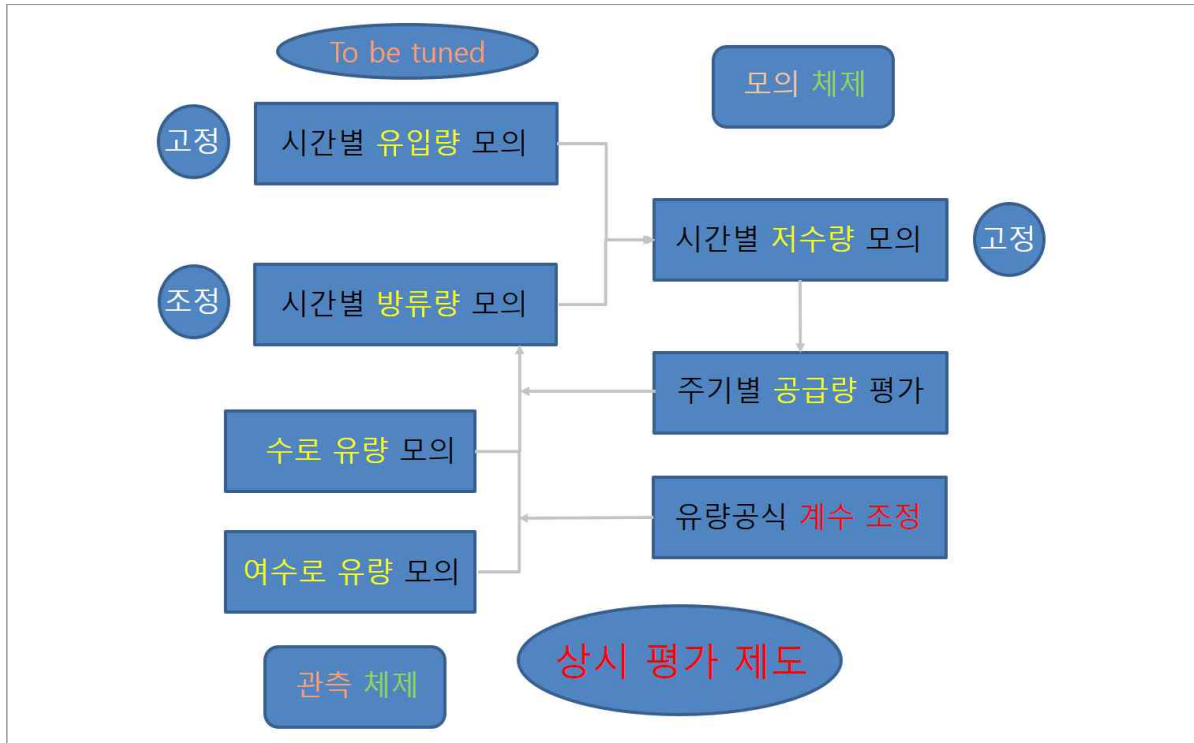 To be tuned
모의 체제
고정
시간별 유입량 모의
시간별 저수량 모의
고정
조정
시간별 방류량 모의
주기별 공급량 평가
수로 유량 모의
유량공식 계수 조정
여수로 유량 모의
상시 평가 제도
관측 체제